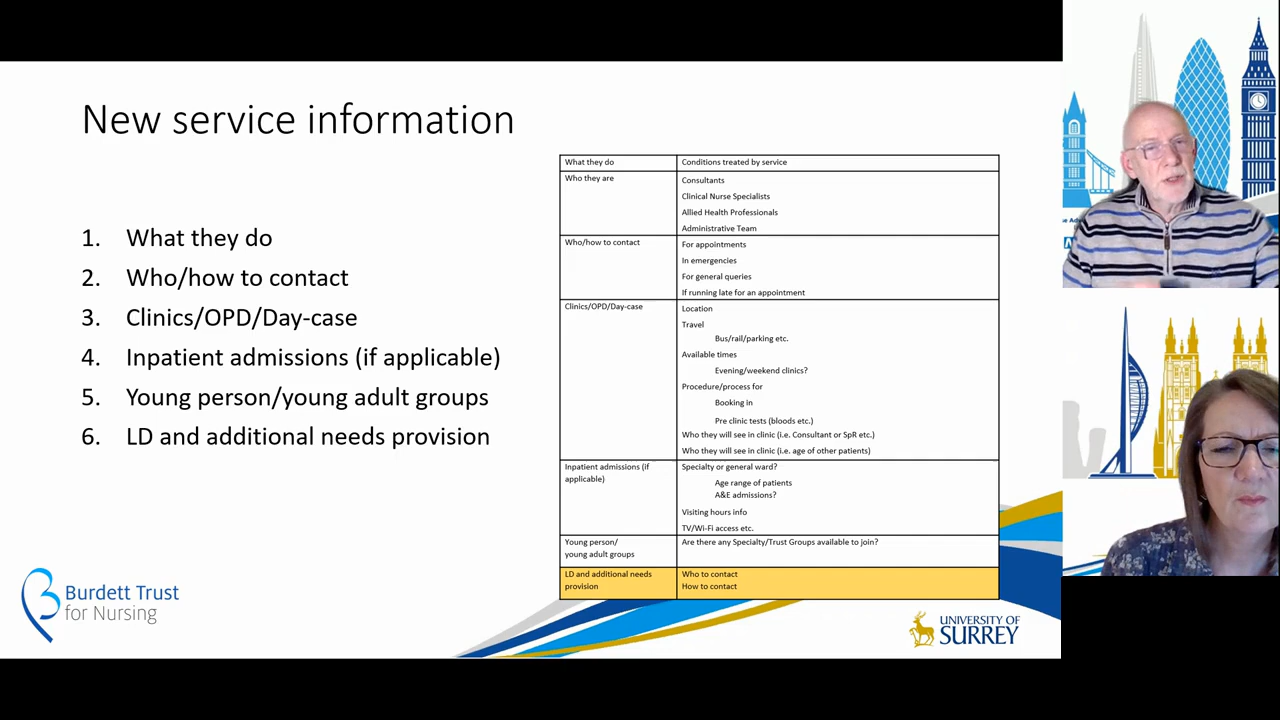 New service information
1. What they do
2. Who/how to contact
3. Clinics/OPD/Day-case
4. Inpatient admissions (if applicable)
5. Young person/young adult groups
6. LD and additional needs provision
What they do
Conditions treated by service
Who they are
Consultants
Clinical Nurse Specialists
Allied Health Professionals
Administrative Team
Who/how to contact
For appointments
In emergencies
For general queries
If running late for an appointment
Clinics/OPD/Day-case
Location
Travel
Bus/rail/parking etc.
Available times
Evening/weekend clinics?
Procedure/process for
Booking in
Pre clinic tests (bloods etc.)
Who they will see in clinic (i.e. Consultant or SpR etc.)
Who they will see in clinic (i.e. age of other patients)
Inpatient admissions (if
applicable)
Specialty or general ward?
Age range of patients
A&E admissions?
Visiting hours info
TV/Wi-Fi access etc.
Young person/
young adult groups
Are there any Specialty/Trust Groups available to join?
LD and additional needs
provision
Who to contact
How to contact
Burdett Trust
for Nursing
UNIVERSITY OF
SURREY